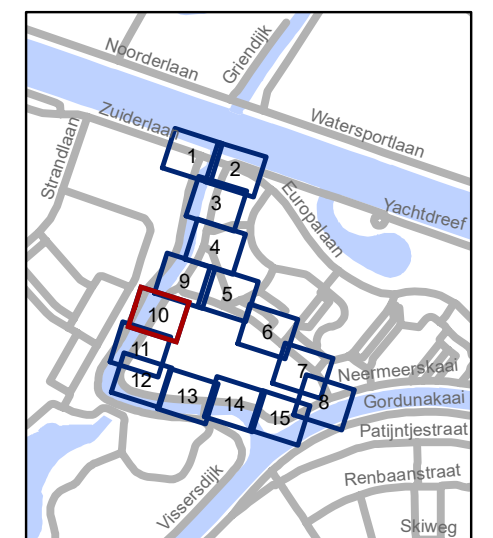 Noorderlaan
Griendijk
Zuiderlaan
Watersportlaan
Strandlaan
1
2
Europalaan
Yachtdreef
3
4
9
5
10
6
11
7
Neermeerskaai
12
13
14
15
8
Gordunakaai
Patijntjestraat
Renbaanstraat
Vissersdijk
Skiweg